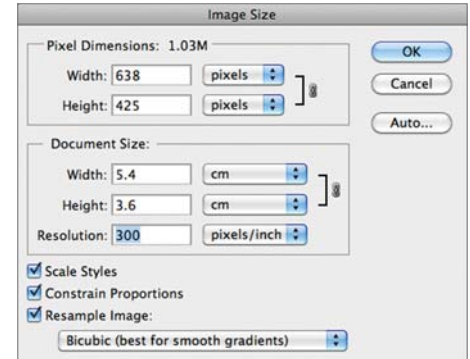 Image Size
Pixel Dimensions: 1.03M
Width: 638 pixels
Height: 425 pixels
OK
Cancel
Auto...
Document Size:
Width: 5.4 cm
Height: 3.6 cm
Resolution: 300 pixels/inch
Scale Styles
Constrain Proportions
Resample Image:
Bicubic (best for smooth gradients)